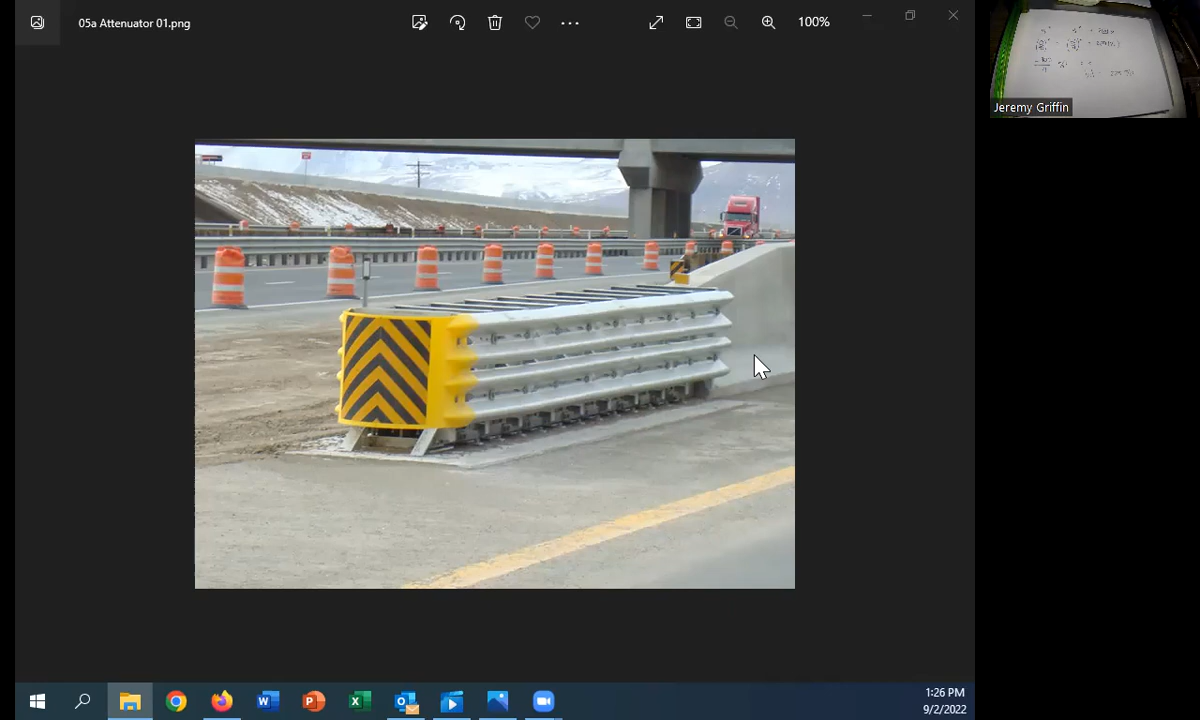 05a Attenuator 01.png
100%
Jeremy Griffin
1:26 PM
9/2/2022